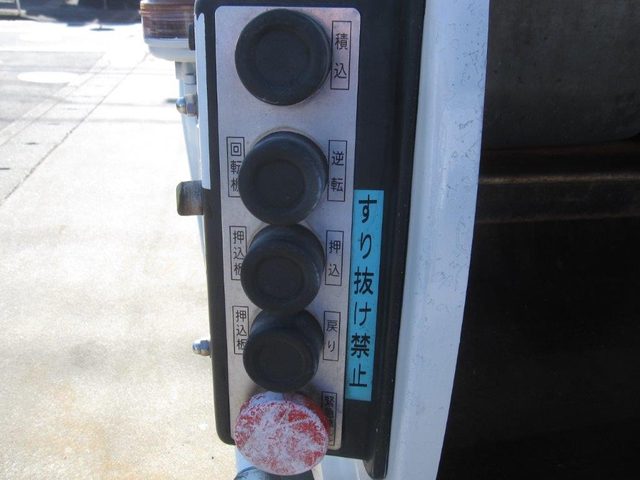 積込
回転板
逆転
押込板
押込
押込板
戻り
すり抜け禁止